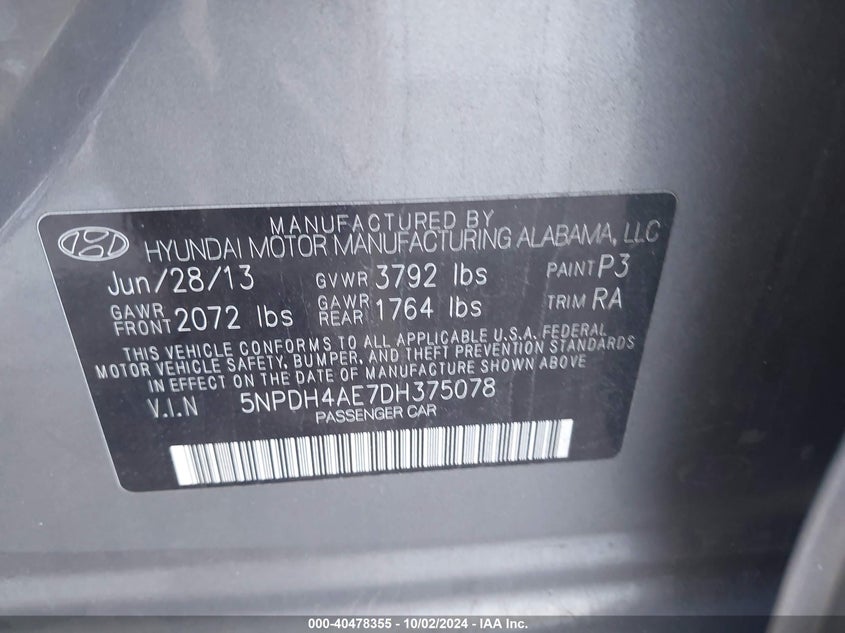 MANUFACTURED BY
HYUNDAI MOTOR MANUFACTURING ALABAMA, LLC
Jun/28/13 GVWR 3792 lbs PAINT P3
GAWR FRONT 2072 lbs GAWR REAR 1764 lbs TRIM RA
THIS VEHICLE CONFORMS TO ALL APPLICABLE U.S.A. FEDERAL
MOTOR VEHICLE SAFETY, BUMPER, AND THEFT PREVENTION STANDARDS
IN EFFECT ON THE DATE OF MANUFACTURE SHOWN ABOVE
V.I.N 5NPDH4AE7DH375078
PASSENGER CAR
000-40478355 - 10/02/2024 - IAA Inc.